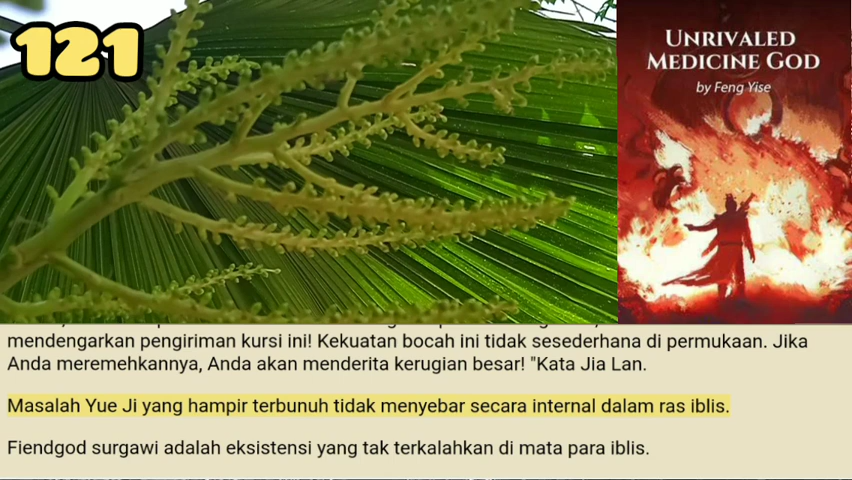 121
UNRIVALED
MEDICINE GOD
by Feng Yise
mendengarkan pengiriman kursi ini! Kekuatan bocah ini tidak sesederhana di permukaan. Jika
Anda meremehkannya, Anda akan menderita kerugian besar! "Kata Jia Lan.
Masalah Yue Ji yang hampir terbunuh tidak menyebar secara internal dalam ras iblis.
Fiendgod surgawi adalah eksistensi yang tak terkalahkan di mata para iblis.